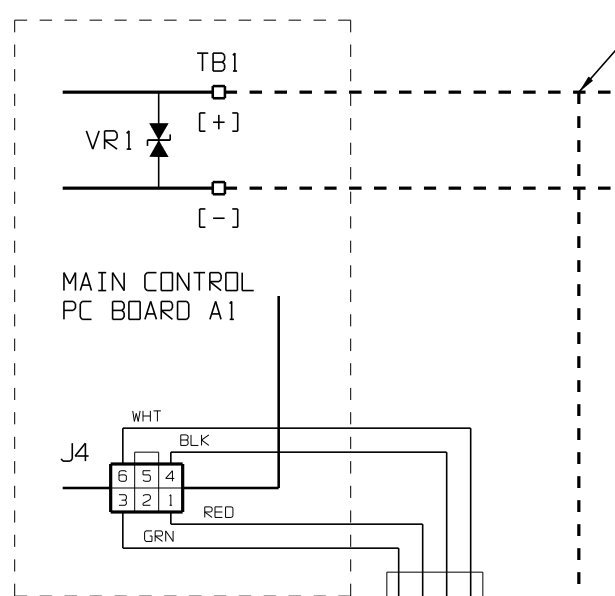 TB1
[+]
VR1
[-]
MAIN CONTROL
PC BOARD A1
WHT
J4
BLK
6 5 4
3 2 1
RED
GRN